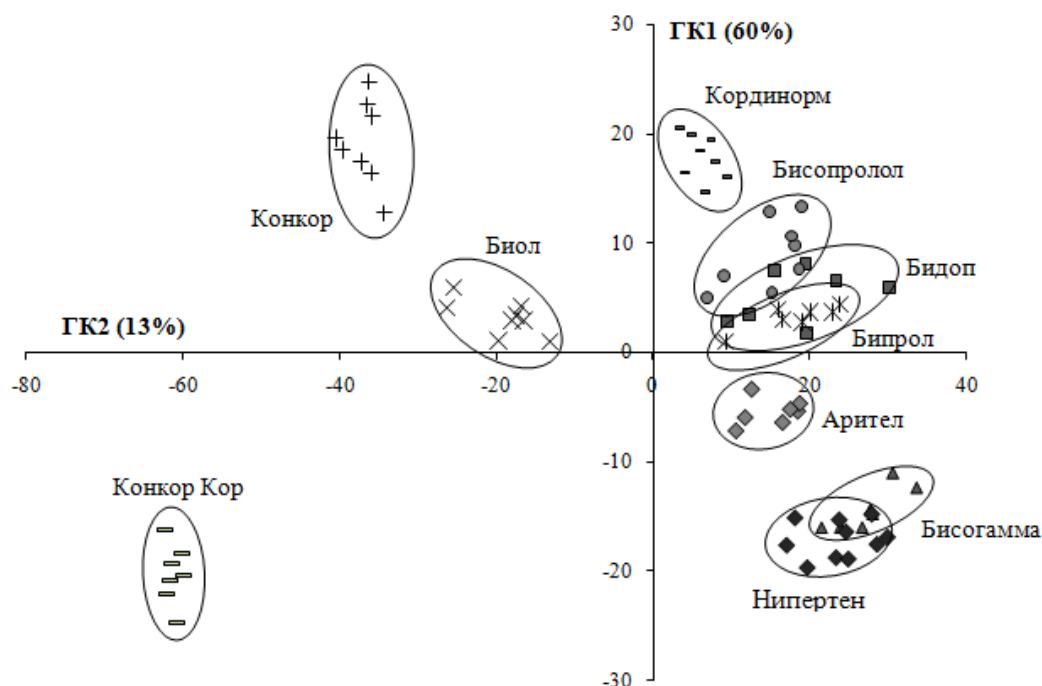 30
ГК1 (60%)
Кординорм
20
Бисопролол
Конкор
Биол
10
Бидоп
ГК2 (13%)
Бипрол
0
-80
-60
-40
-20
0
20
40
Арител
-10
Конкор Кор
Бисогамма
-20
Нипертен
-30